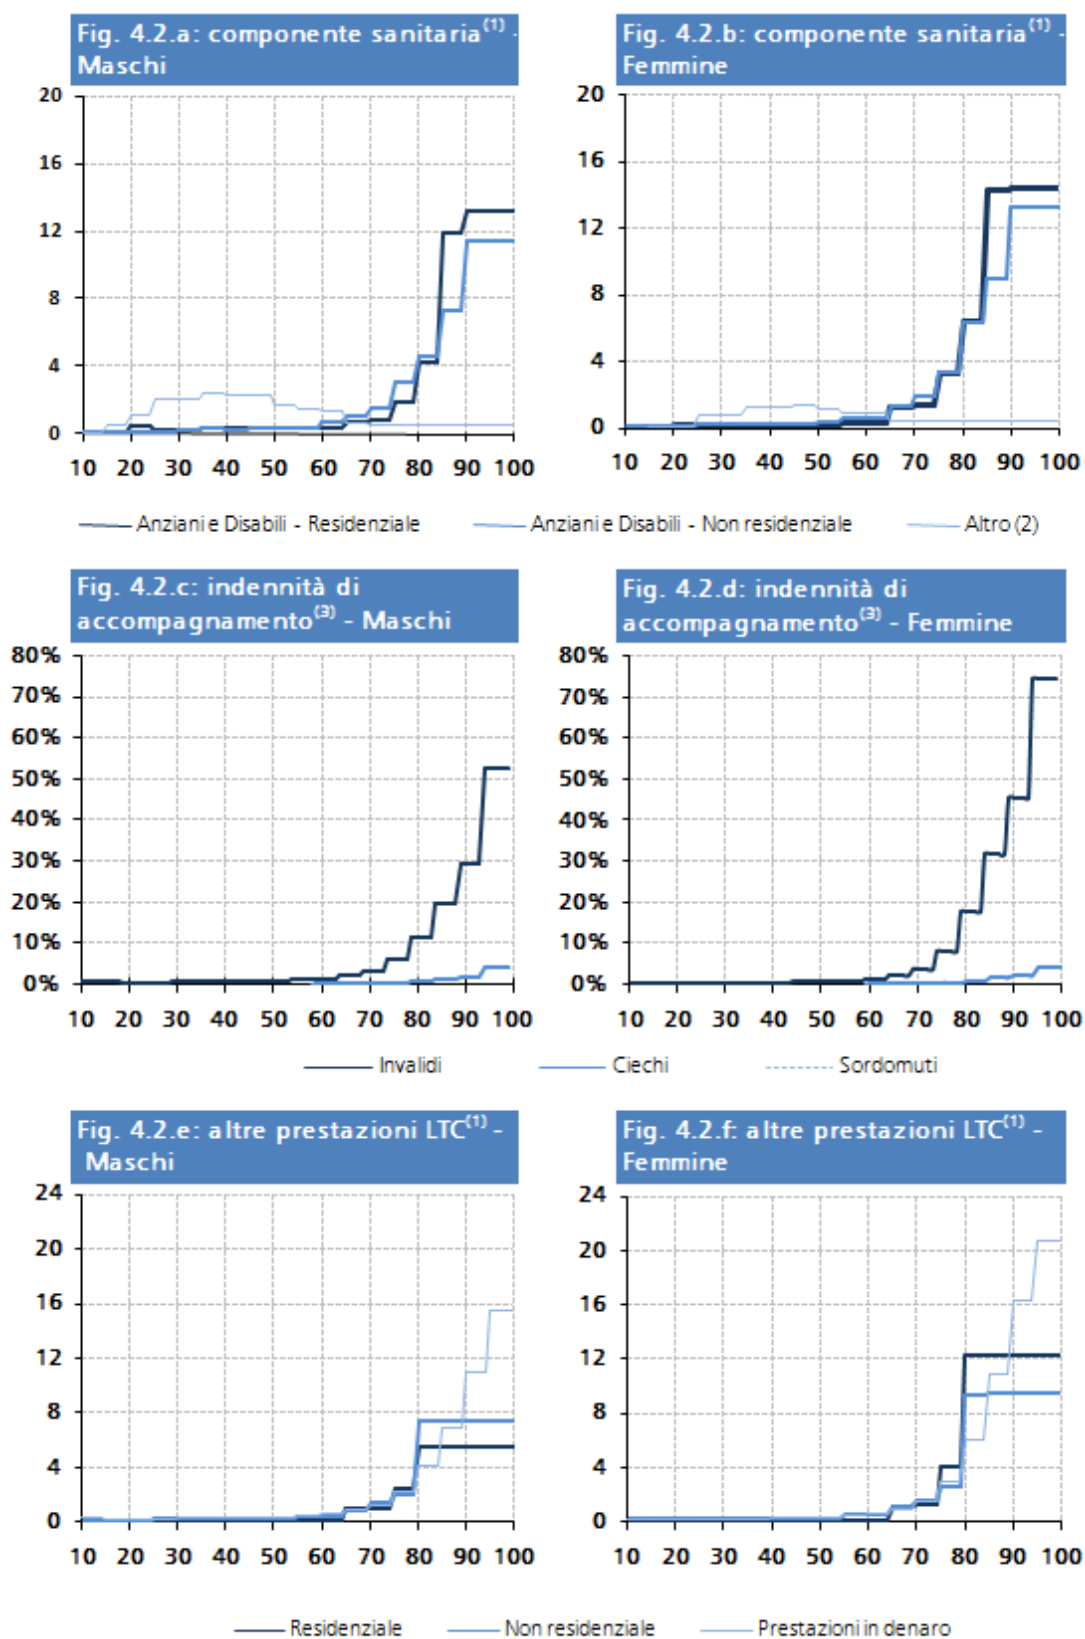 Fig. 4.2.a: componente sanitaria(1) -
Maschi
20
16
12
8
4
0
10 20 30 40 50 60 70 80 90 100
Fig. 4.2.b: componente sanitaria(1) -
Femmine
20
16
12
8
4
0
10 20 30 40 50 60 70 80 90 100
Anziani e Disabili - Residenziale Anziani e Disabili - Non residenziale Altro (2)
Fig. 4.2.c: indennità di
accompagnamento(3) - Maschi
80%
70%
60%
50%
40%
30%
20%
10%
0%
10 20 30 40 50 60 70 80 90 100
Fig. 4.2.d: indennità di
accompagnamento(3) - Femmine
80%
70%
60%
50%
40%
30%
20%
10%
0%
10 20 30 40 50 60 70 80 90 100
Invalidi Ciechi Sordomuti
Fig. 4.2.e: altre prestazioni LTC(1) -
Maschi
24
20
16
12
8
4
0
10 20 30 40 50 60 70 80 90 100
Fig. 4.2.f: altre prestazioni LTC(1) -
Femmine
24
20
16
12
8
4
0
10 20 30 40 50 60 70 80 90 100
Residenziale Non residenziale Prestazioni in denaro